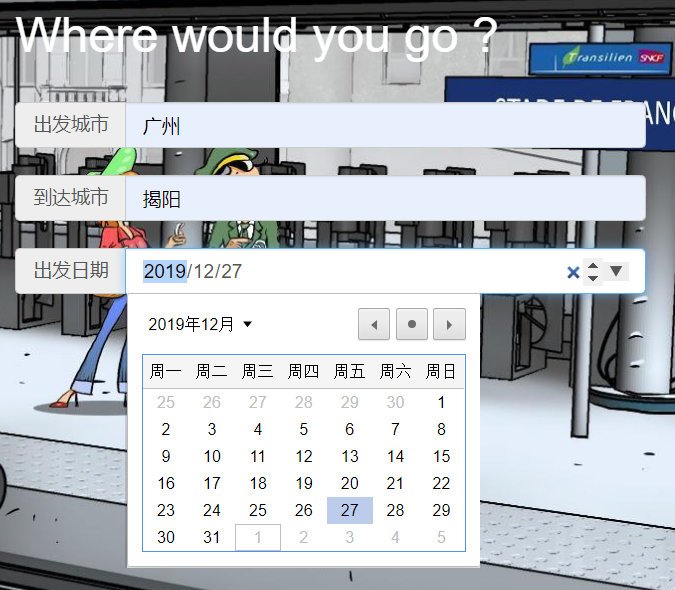 Where would you go ?
Transilien SNCF
STADE DE FRANC
出发城市 广州
到达城市 揭阳
出发日期 2019/12/27
2019年12月
周一 周二 周三 周四 周五 周六 周日
25 26 27 28 29 30 1
2 3 4 5 6 7 8
9 10 11 12 13 14 15
16 17 18 19 20 21 22
23 24 25 26 27 28 29
30 31 1 2 3 4 5